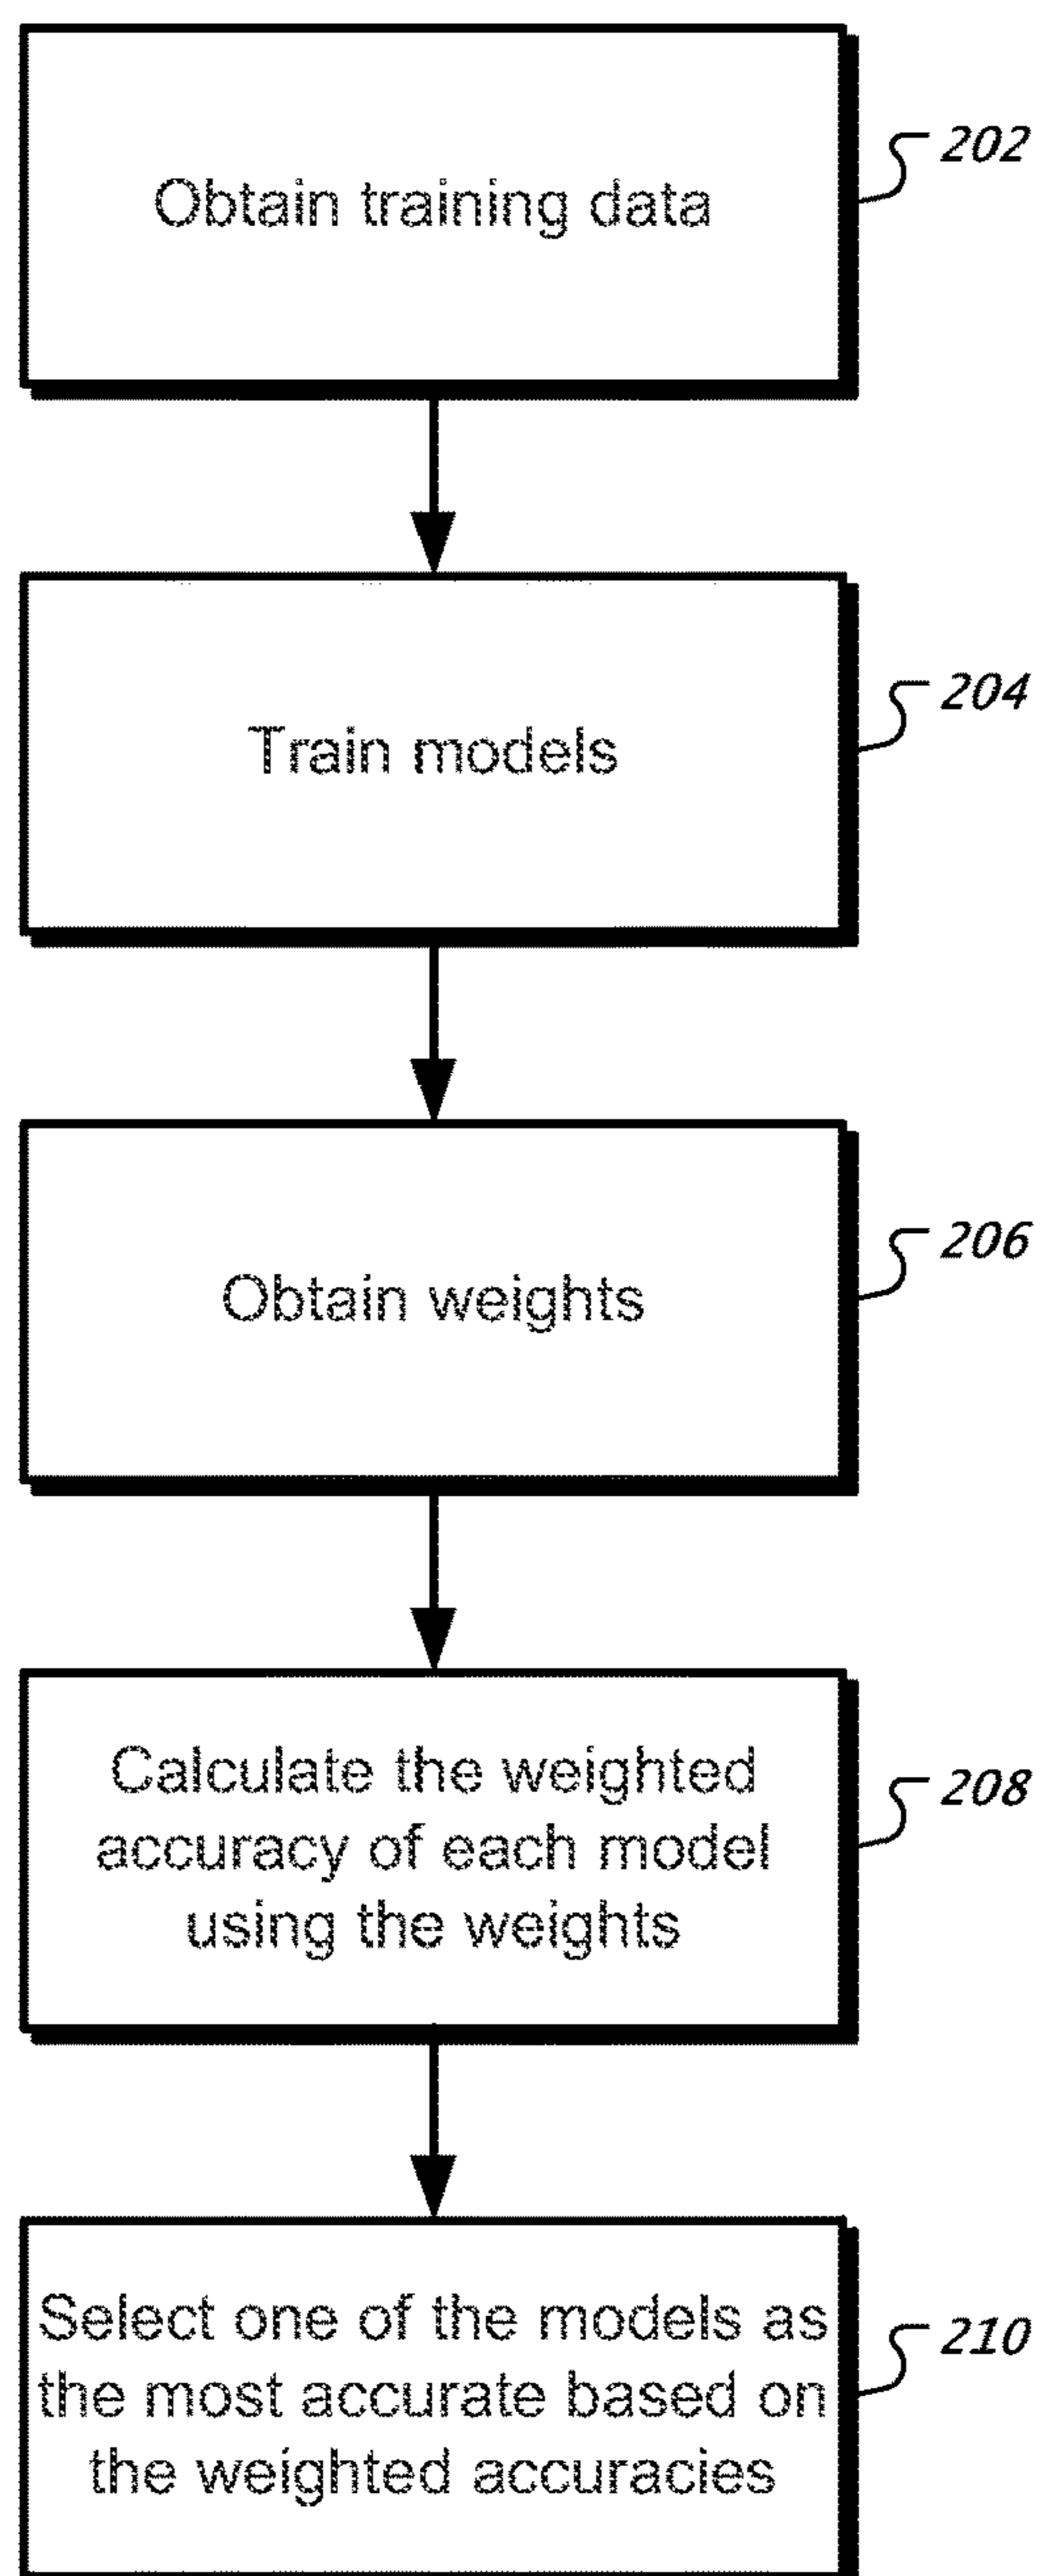 Obtain training data
202
Train models
204
Obtain weights
206
Calculate the weighted
accuracy of each model
using the weights
208
Select one of the models as
the most accurate based on
the weighted accuracies
210